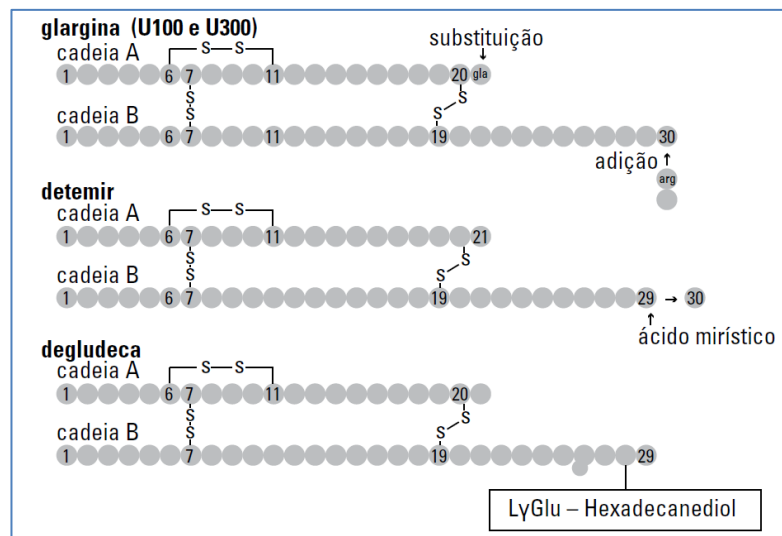 glargina (U100 e U300)
substituição
cadeia A
S S
1 6 7 11 20 gla
S
S
S
S
cadeia B
1 6 7 11 19 30
adição
arg
detemir
cadeia A
S S
1 6 7 11 21
S
S
S
S
cadeia B
1 6 7 19 29 → 30
ácido mirístico
degludeca
cadeia A
S S
1 6 7 11 20
S
S
S
S
cadeia B
1 7 19 29
LγGlu – Hexadecanediol